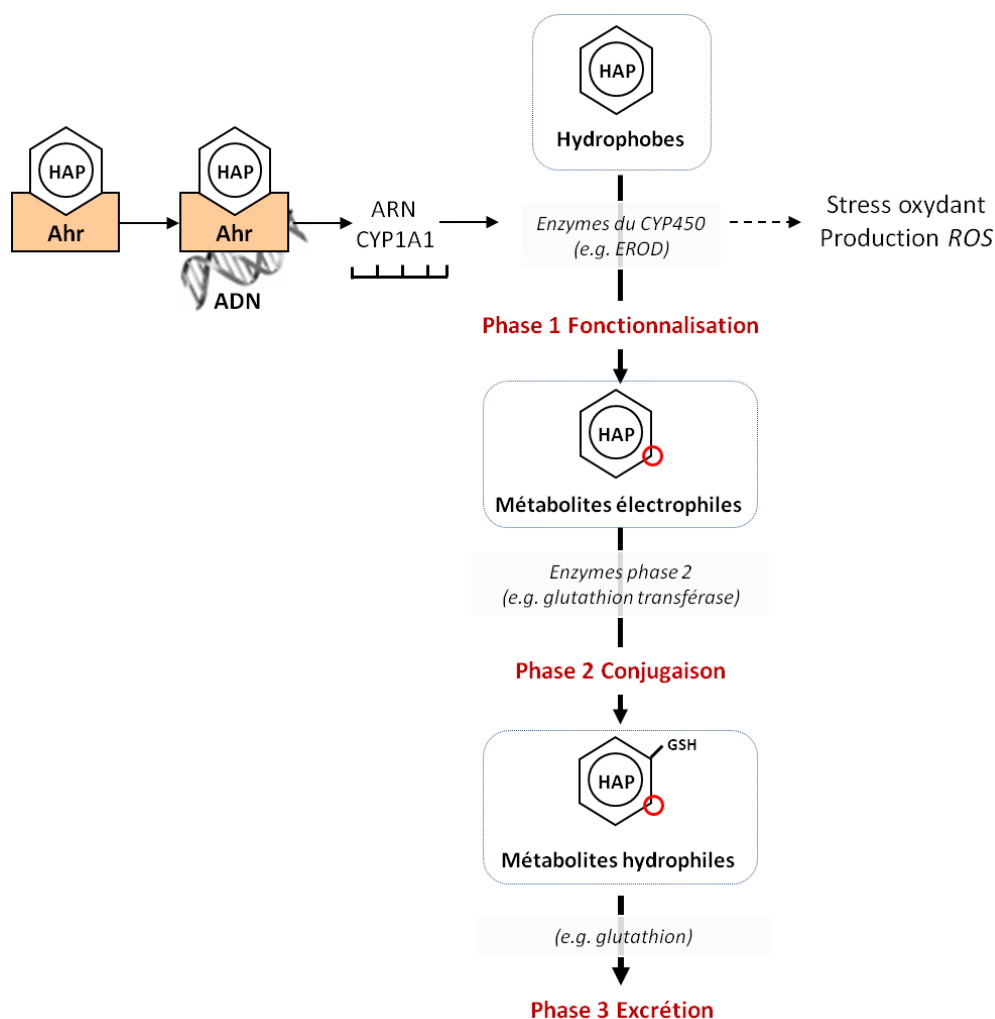 HAP
Hydrophobes
HAP
Ahr
HAP
Ahr
ADN
ARN
CYP1A1
Enzymes du CYP450
(e.g. EROD)
Stress oxydant
Production ROS
Phase 1 Fonctionnalisation
HAP
Métabolites électrophiles
Enzymes phase 2
(e.g. glutathion transférase)
Phase 2 Conjugaison
GSH
HAP
Métabolites hydrophiles
(e.g. glutathion)
Phase 3 Excrétion